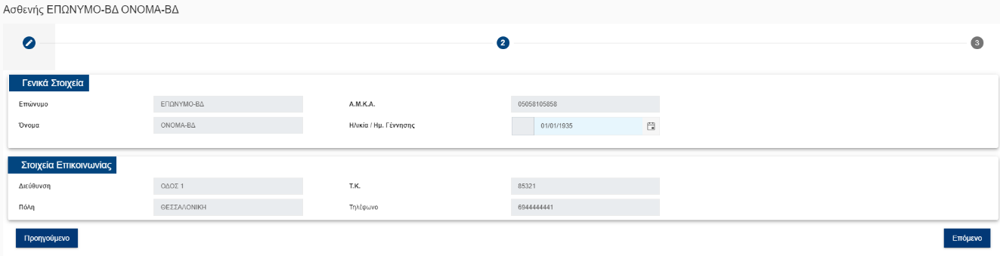 Ασθενής ΕΠΩΝΥΜΟ-ΒΔ ΟΝΟΜΑ-ΒΔ
2 3
Γενικά Στοιχεία
Επώνυμο ΕΠΩΝΥΜΟ-ΒΔ Α.Μ.Κ.Α. 05058105858
Όνομα ΟΝΟΜΑ-ΒΔ Ηλικία / Ημ. Γέννησης 01/01/1935
Στοιχεία Επικοινωνίας
Διεύθυνση ΟΔΟΣ 1 Τ.Κ. 85321
Πόλη ΘΕΣΣΑΛΟΝΙΚΗ Τηλέφωνο 6944444441
Προηγούμενο Επόμενο